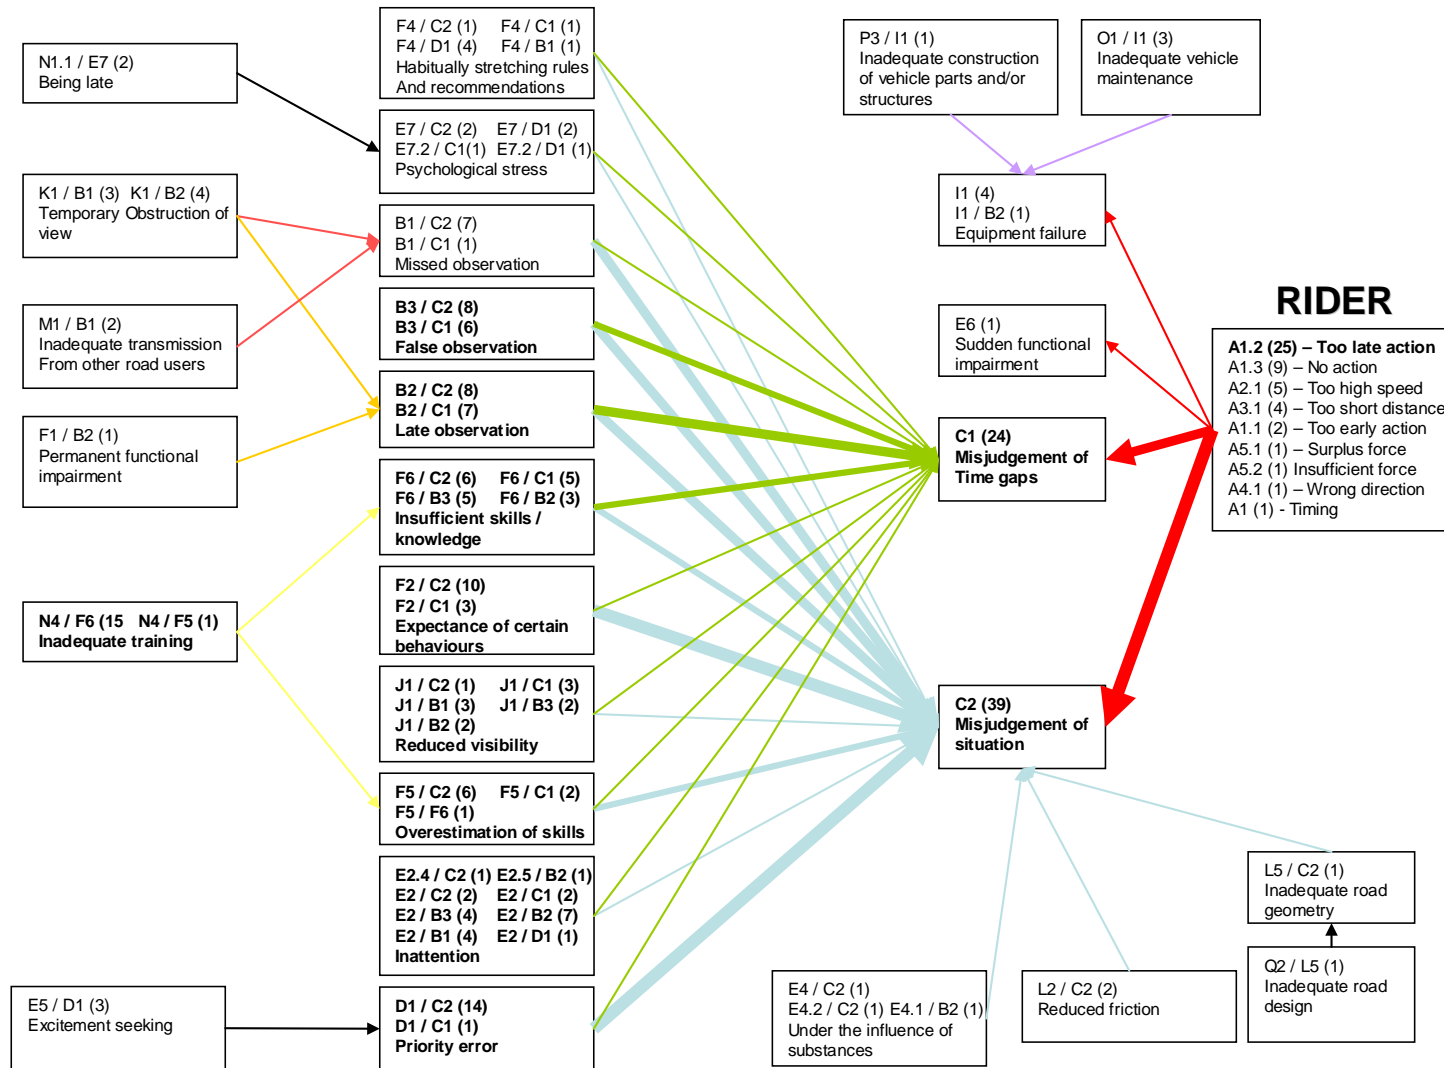 N1.1 / E7 (2)
Being late
K1 / B1 (3) K1 / B2 (4)
Temporary Obstruction of
view
M1 / B1 (2)
Inadequate transmission
From other road users
F1 / B2 (1)
Permanent functional
impairment
N4 / F6 (15 N4 / F5 (1)
Inadequate training
E5 / D1 (3)
Excitement seeking
F4 / C2 (1) F4 / C1 (1)
F4 / D1 (4) F4 / B1 (1)
Habitually stretching rules
And recommendations
E7 / C2 (2) E7 / D1 (2)
E7.2 / C1(1) E7.2 / D1 (1)
Psychological stress
B1 / C2 (7)
B1 / C1 (1)
Missed observation
B3 / C2 (8)
B3 / C1 (6)
False observation
B2 / C2 (8)
B2 / C1 (7)
Late observation
F6 / C2 (6) F6 / C1 (5)
F6 / B3 (5) F6 / B2 (3)
Insufficient skills /
knowledge
F2 / C2 (10)
F2 / C1 (3)
Expectance of certain
behaviours
J1 / C2 (1) J1 / C1 (3)
J1 / B1 (3) J1 / B3 (2)
J1 / B2 (2)
Reduced visibility
F5 / C2 (6) F5 / C1 (2)
F5 / F6 (1)
Overestimation of skills
E2.4 / C2 (1) E2.5 / B2 (1)
E2 / C2 (2) E2 / C1 (2)
E2 / B3 (4) E2 / B2 (7)
E2 / B1 (4) E2 / D1 (1)
Inattention
D1 / C2 (14)
D1 / C1 (1)
Priority error
P3 / I1 (1)
Inadequate construction
of vehicle parts and/or
structures
O1 / I1 (3)
Inadequate vehicle
maintenance
I1 (4)
I1 / B2 (1)
Equipment failure
E6 (1)
Sudden functional
impairment
C1 (24)
Misjudgement of
Time gaps
C2 (39)
Misjudgement of
situation
RIDER
A1.2 (25) – Too late action
A1.3 (9) – No action
A2.1 (5) – Too high speed
A3.1 (4) – Too short distance
A1.1 (2) – Too early action
A5.1 (1) – Surplus force
A5.2 (1) Insufficient force
A4.1 (1) – Wrong direction
A1 (1) - Timing
E4 / C2 (1)
E4.2 / C2 (1) E4.1 / B2 (1)
Under the influence of
substances
L2 / C2 (2)
Reduced friction
L5 / C2 (1)
Inadequate road
geometry
Q2 / L5 (1)
Inadequate road
design